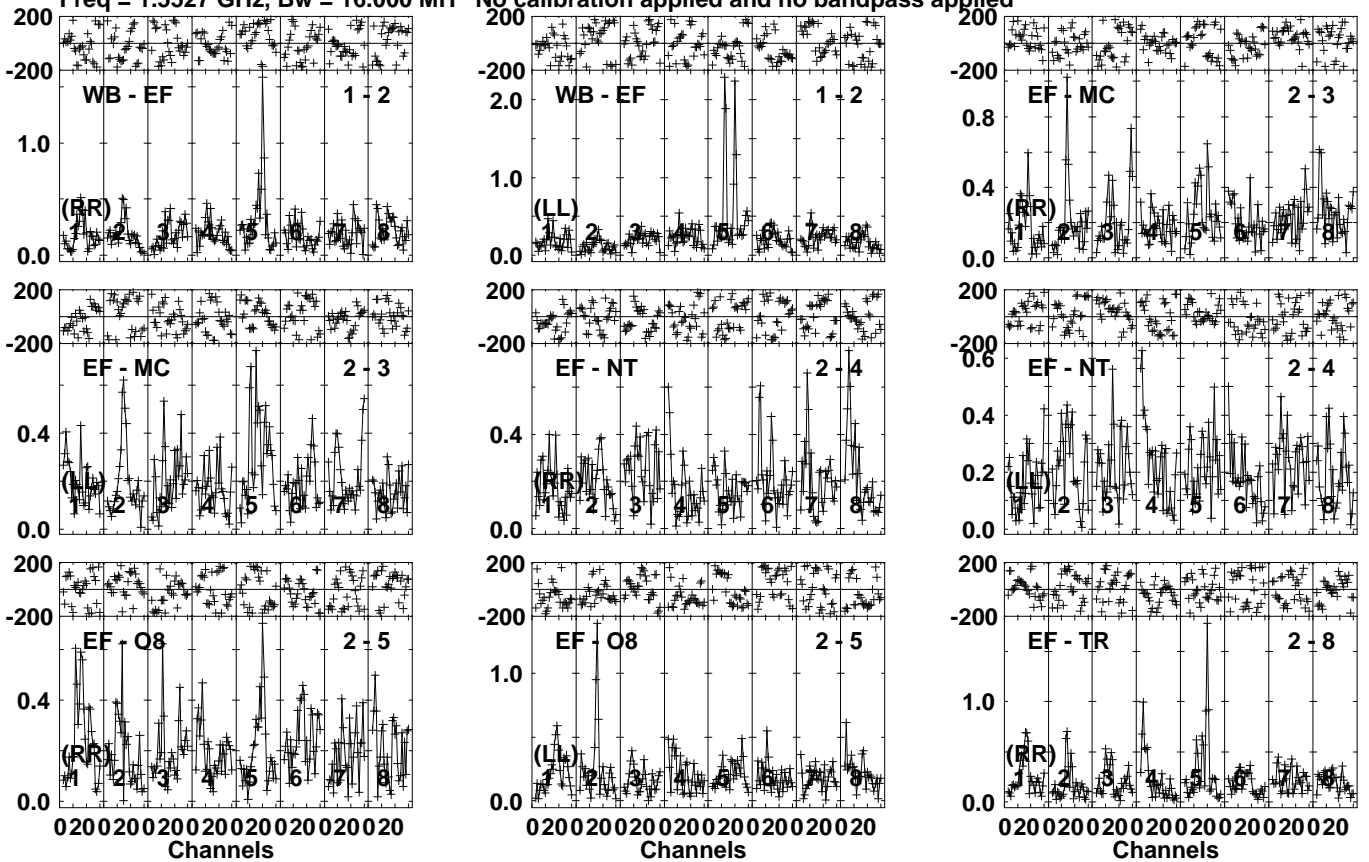 Freq = 1.5527 GHz, Bw = 16.000 MH No calibration applied and no bandpass applied
200 200 200
-200 -200 -200
WB - EF 1 - 2 WB - EF 1 - 2 EF - MC 2 - 3
2.0
1.0 0.8
1.0
0.4
(RR) (LL) (RR)
1 2 3 4 5 6 7 8 1 2 3 4 5 6 7 8 1 2 3 4 5 6 7 8
0.0 0.0 0.0
200 200 200
-200 -200 -200
EF - MC 2 - 3 EF - NT 2 - 4 EF - NT 2 - 4
0.6
0.4 0.4 0.4
0.2
(LL) (RR) (LL)
1 2 3 4 5 6 7 8 1 2 3 4 5 6 7 8 1 2 3 4 5 6 7 8
0.0 0.0 0.0
200 200 200
-200 -200 -200
EF - O8 2 - 5 EF - O8 2 - 5 EF - TR 2 - 8
0.4 1.0 1.0
(RR) (LL) (RR)
1 2 3 4 5 6 7 8 1 2 3 4 5 6 7 8 1 2 3 4 5 6 7 8
0.0 0.0 0.0
0 20 0 20 0 20 0 20 0 20 0 20 0 20 0 20 0 20 0 20 0 20 0 20 0 20 0 20 0 20 0 20 0 20 0 20 0 20 0 20 0 20 0 20 0 20 0 20
Channels Channels Channels